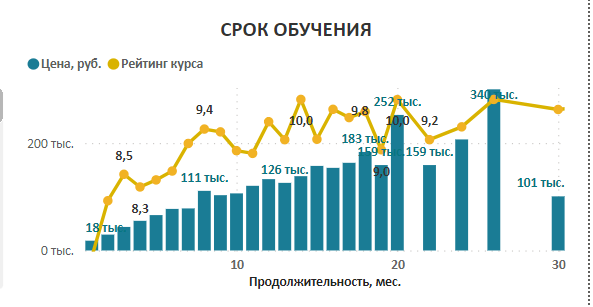 СРОК ОБУЧЕНИЯ
Цена, руб. Рейтинг курса
340 тыс.
252 тыс.
9,4 10,0 9,8 10,0 9,2
200 тыс.
183 тыс.
8,5 159 тыс. 159 тыс.
126 тыс. 9,0
111 тыс. 101 тыс.
8,3
18 тыс.
0 тыс.
10 20 30
Продолжительность, мес.